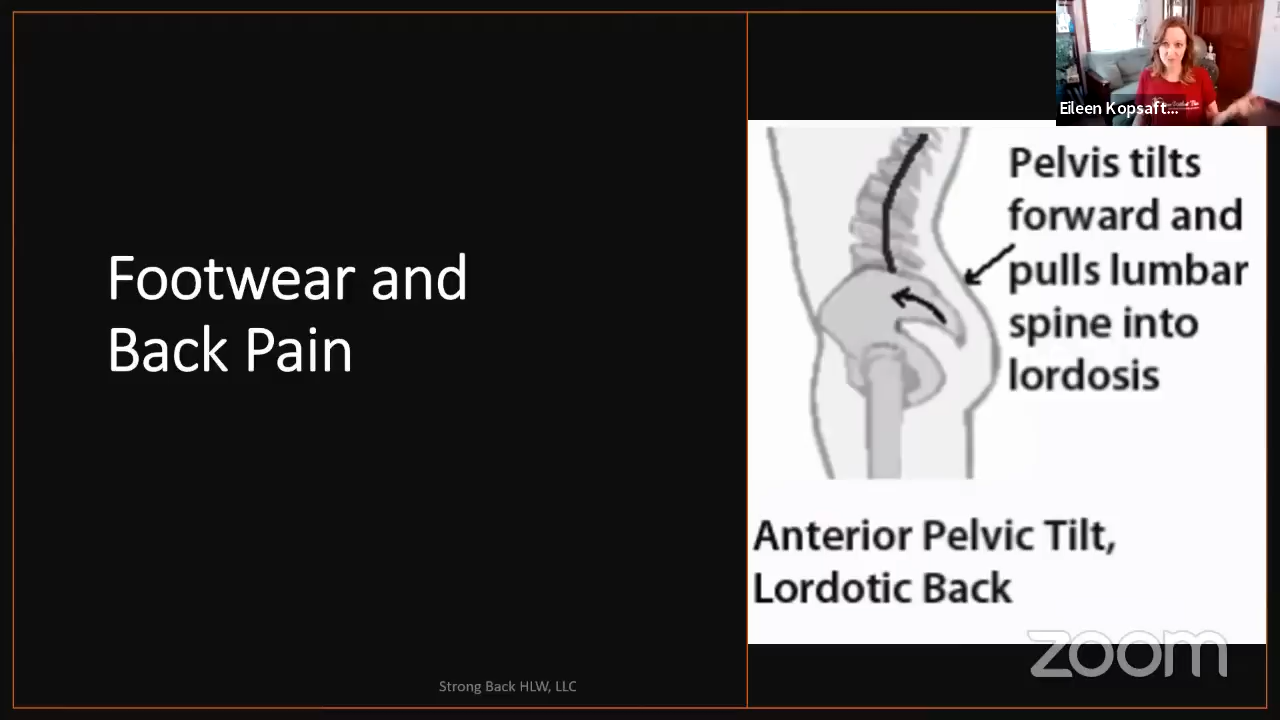 Eileen Kopsaft...
Footwear and
Back Pain
Pelvis tilts
forward and
pulls lumbar
spine into
lordosis
Anterior Pelvic Tilt,
Lordotic Back
Strong Back HLW, LLC
zoom